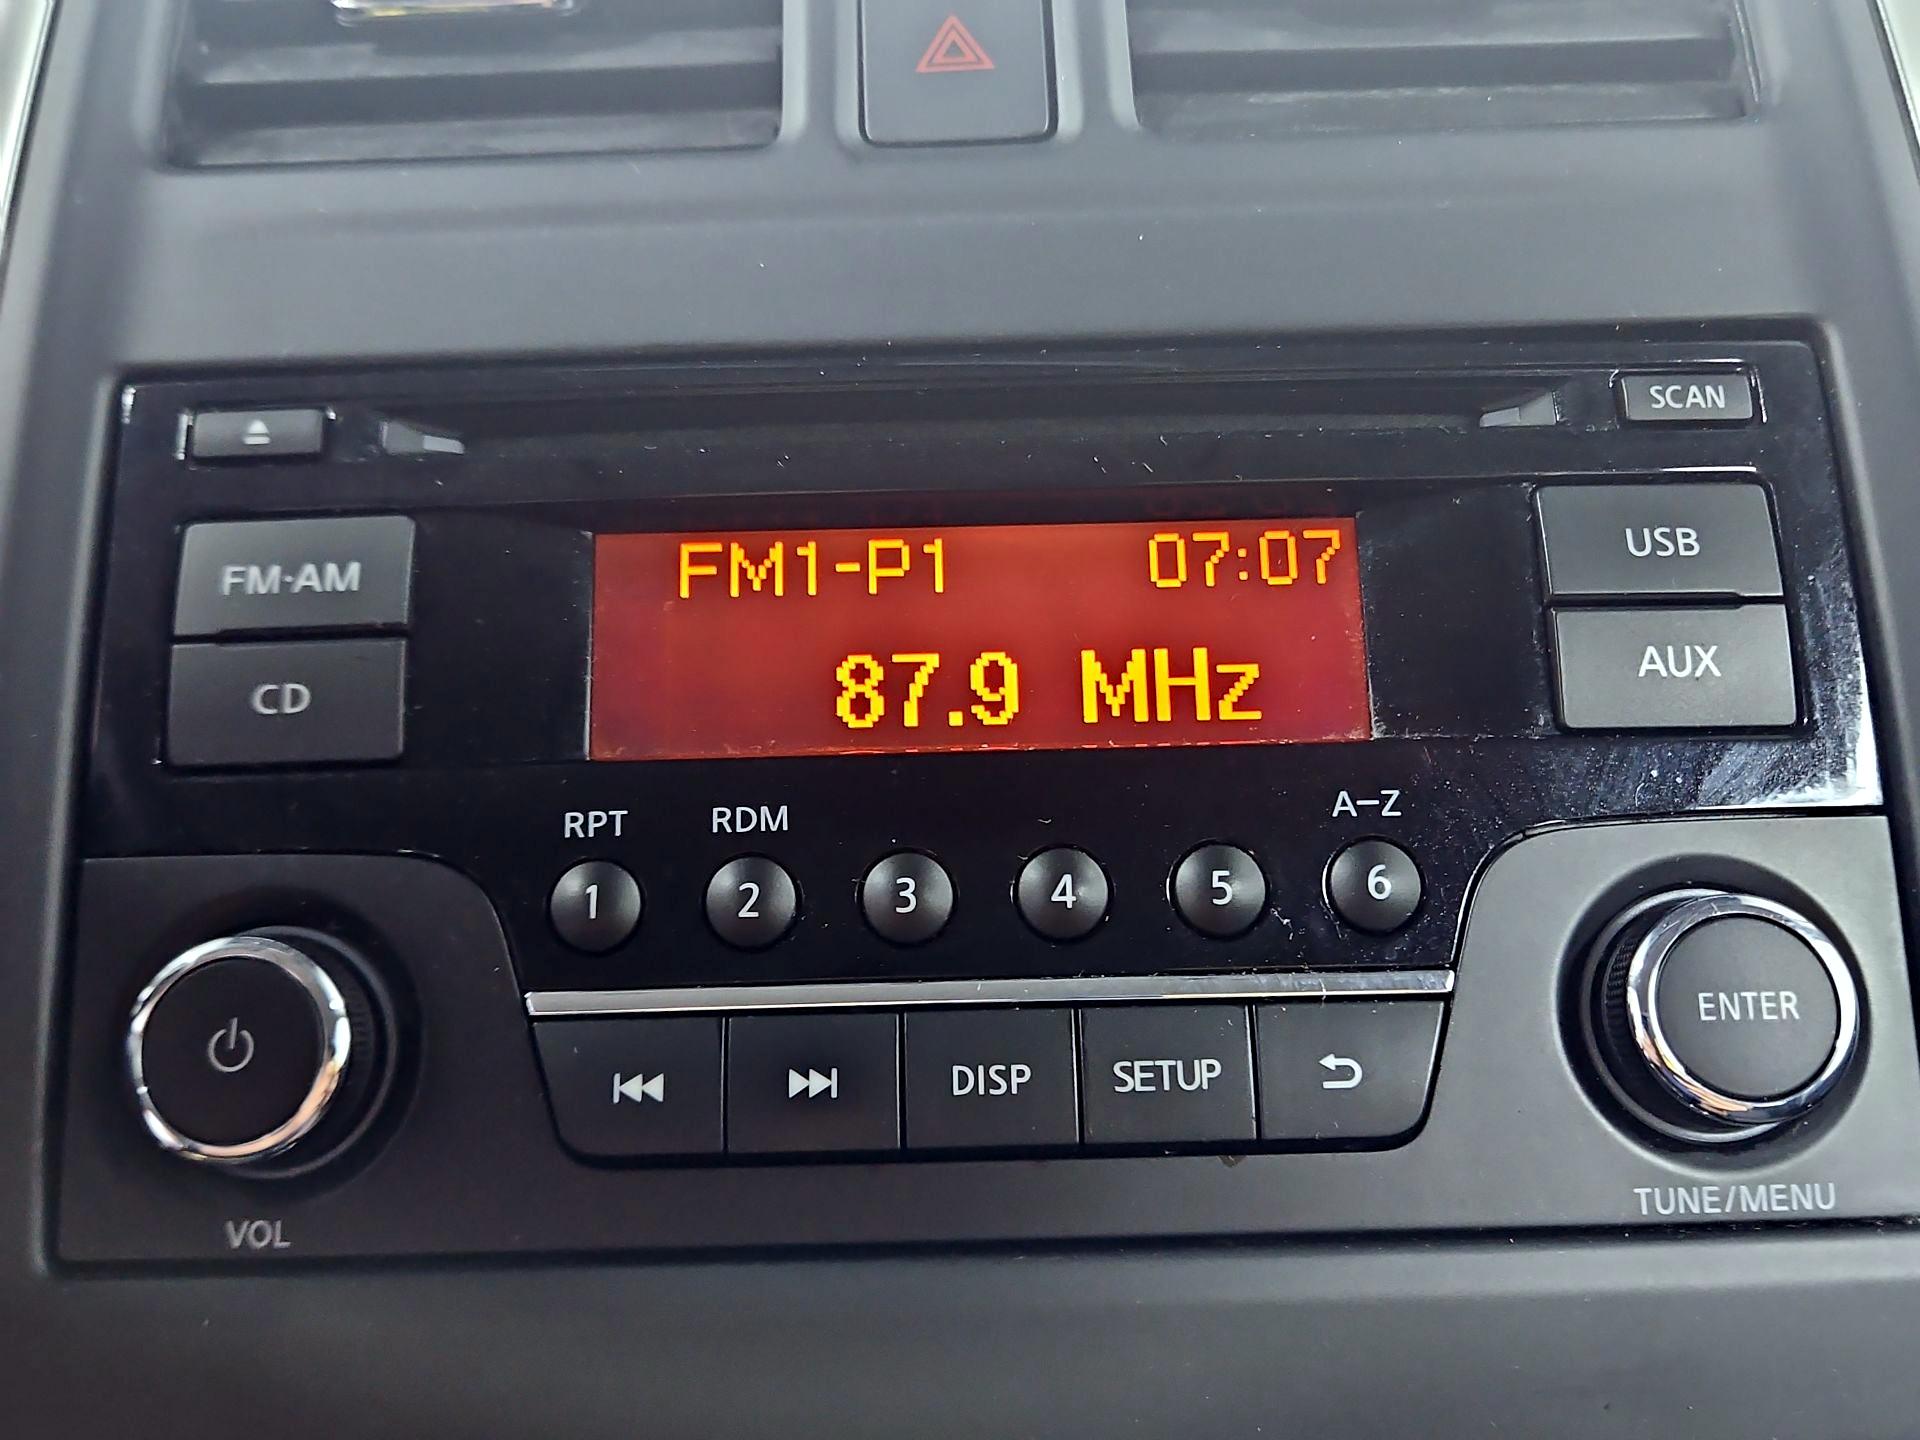 SCAN
FM·AM
CD
FM1-P1 07:07
87.9 MHz
USB
AUX
RPT RDM A-Z
1 2 3 4 5 6
DISP SETUP
ENTER
VOL
TUNE/MENU